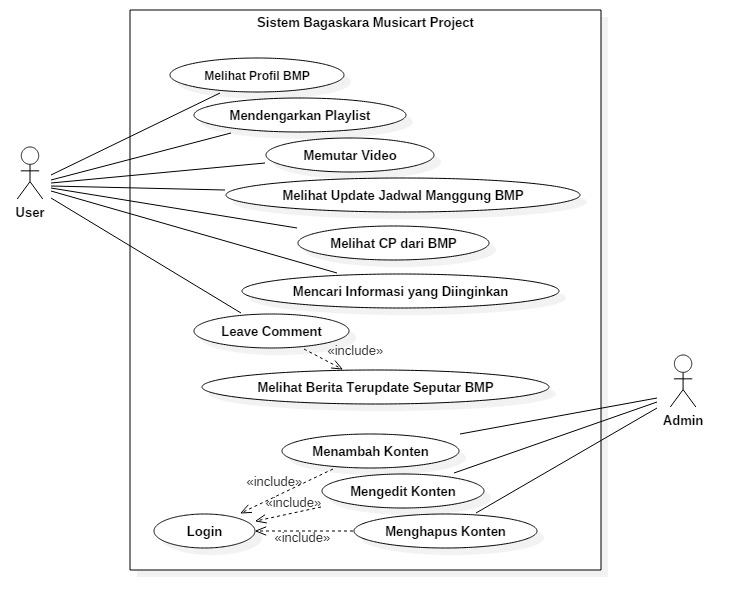 Sistem Bagaskara Musicart Project
Melihat Profil BMP
Mendengarkan Playlist
Memutar Video
User
Melihat Update Jadwal Manggung BMP
Melihat CP dari BMP
Mencari Informasi yang Diinginkan
Leave Comment
«include»
Melihat Berita Terupdate Seputar BMP
Admin
Menambah Konten
«include»
Mengedit Konten
«include»
Login
Menghapus Konten
«include»